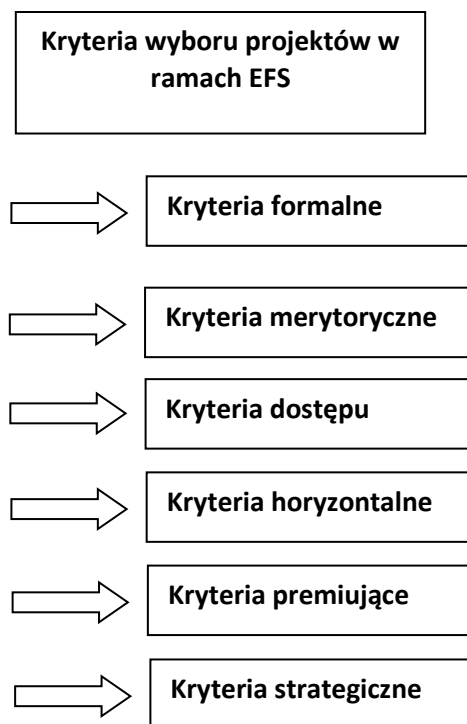 Kryteria wyboru projektów w
ramach EFS
Kryteria formalne
Kryteria merytoryczne
Kryteria dostępu
Kryteria horyzontalne
Kryteria premiujące
Kryteria strategiczne